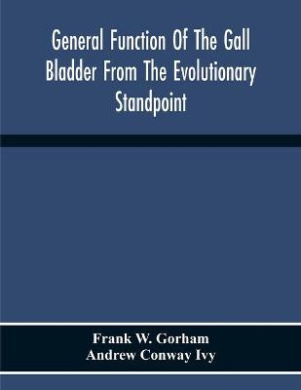 General Function Of The Gall
Bladder From The Evolutionary
Standpoint
Frank W. Gorham
Andrew Conway Ivy